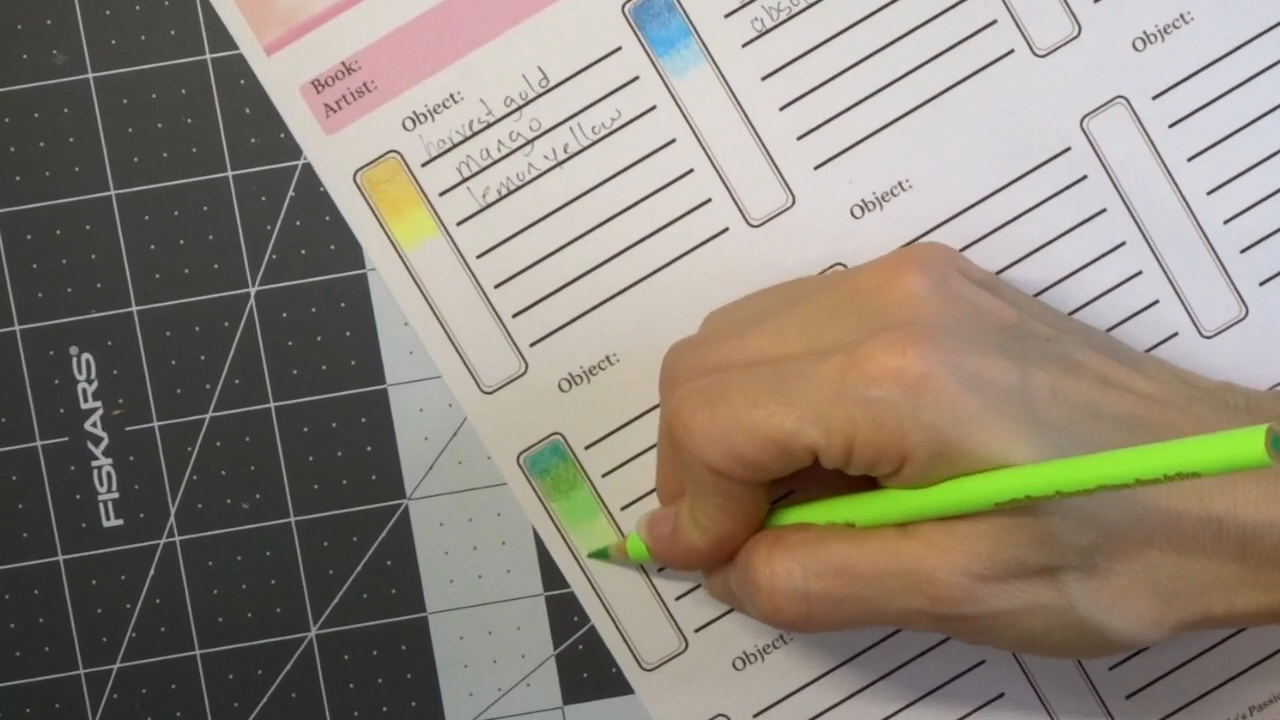 Book:
Artist:
Object:
harvest gold
mango
lemon yellow
Object:
Object:
Object:
Object:
FISKARS®